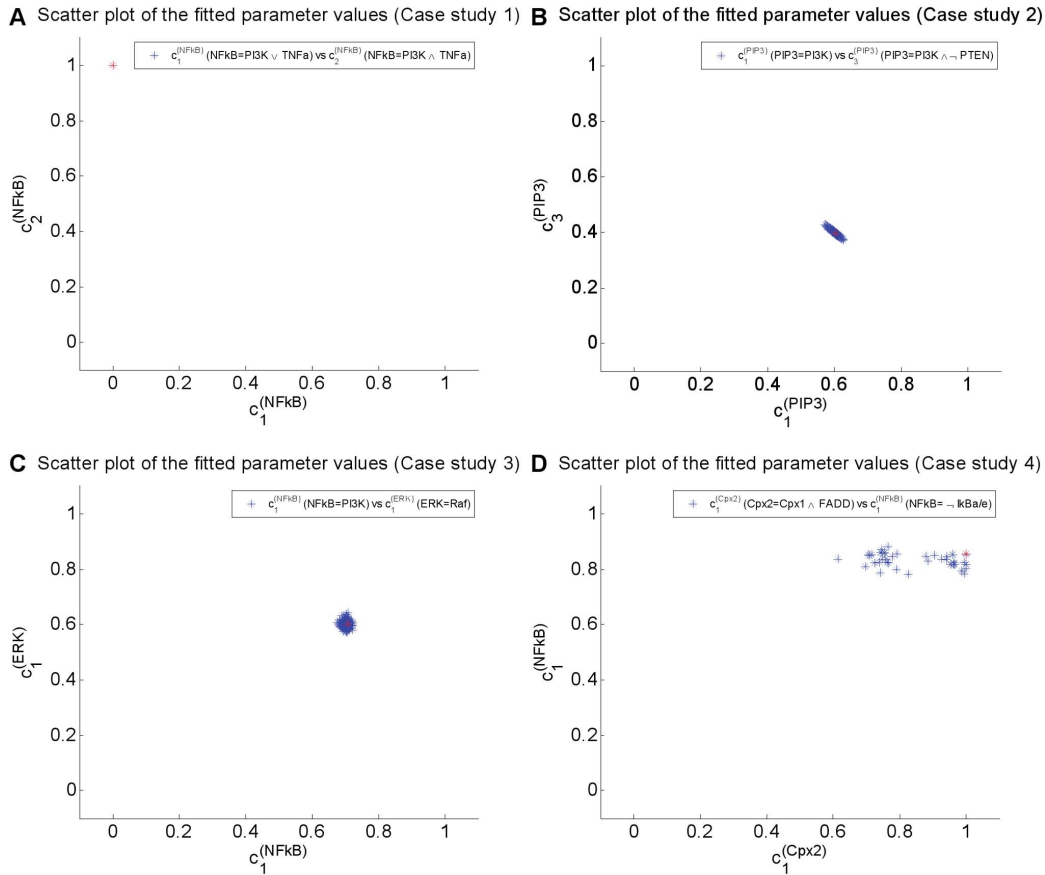 A Scatter plot of the fitted parameter values (Case study 1)
c1(NFkB) (NFkB=PI3K ∨ TNFa) vs c2(NFkB) (NFkB=PI3K ∧ TNFa)
1
0.8
0.6
0.4
0.2
0
c2(NFkB)
0 0.2 0.4 0.6 0.8 1
c1(NFkB)
B Scatter plot of the fitted parameter values (Case study 2)
c1(PIP3) (PIP3=PI3K) vs c3(PIP3) (PIP3=PI3K ∧ ¬ PTEN)
1
0.8
0.6
0.4
0.2
0
c3(PIP3)
0 0.2 0.4 0.6 0.8 1
c1(PIP3)
C Scatter plot of the fitted parameter values (Case study 3)
c1(NFkB) (NFkB=PI3K) vs c1(ERK) (ERK=Raf)
1
0.8
0.6
0.4
0.2
0
c1(ERK)
0 0.2 0.4 0.6 0.8 1
c1(NFkB)
D Scatter plot of the fitted parameter values (Case study 4)
c1(Cpx2) (Cpx2=Cpx1 ∧ FADD) vs c1(NFkB) (NFkB= ¬ IkBa/e)
1
0.8
0.6
0.4
0.2
0
c1(NFkB)
0 0.2 0.4 0.6 0.8 1
c1(Cpx2)